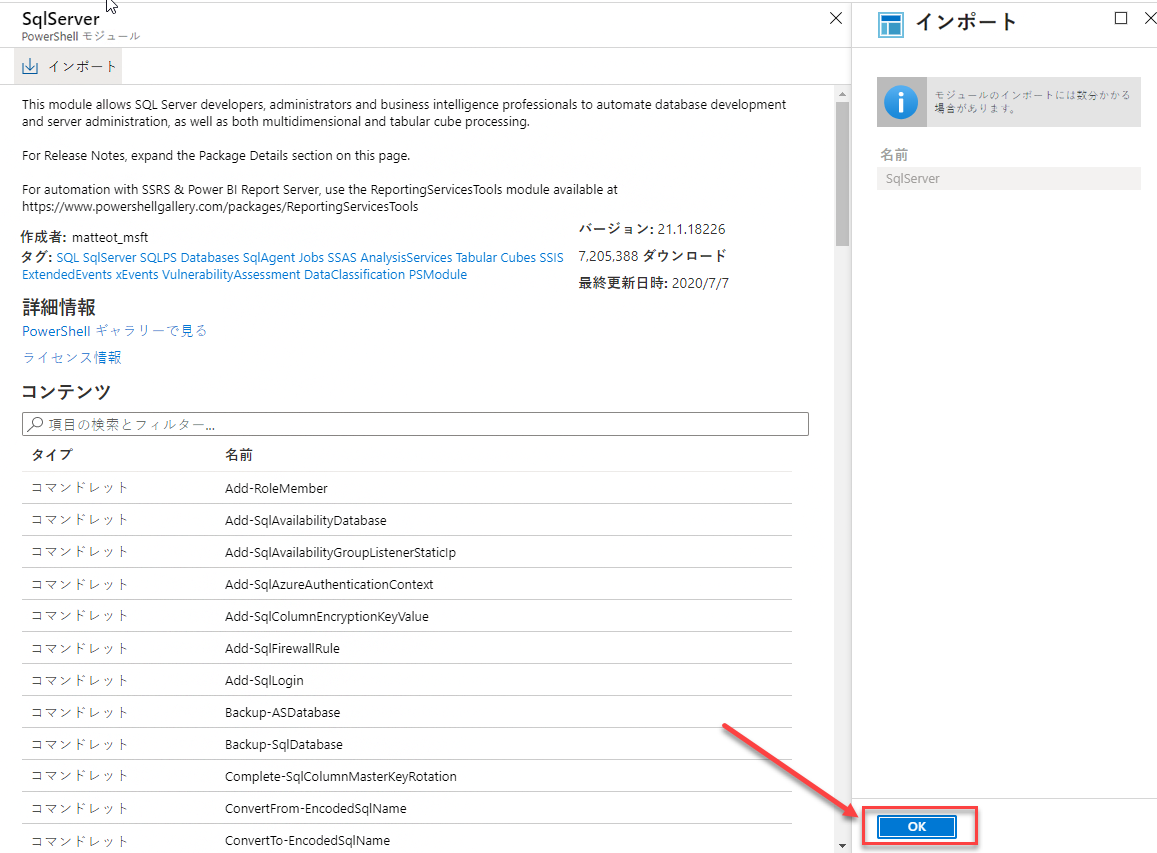 SqlServer
PowerShell モジュール
インポート
This module allows SQL Server developers, administrators and business intelligence professionals to automate database development
and server administration, as well as both multidimensional and tabular cube processing.
For Release Notes, expand the Package Details section on this page.
For automation with SSRS & Power BI Report Server, use the ReportingServicesTools module available at
https://www.powershellgallery.com/packages/ReportingServicesTools
作成者: matteot_msft
タグ: SQL SqlServer SQLPS Databases SqlAgent Jobs SSAS AnalysisServices Tabular Cubes SSIS
ExtendedEvents xEvents VulnerabilityAssessment DataClassification PSModule
バージョン: 21.1.18226
7,205,388 ダウンロード
最終更新日時: 2020/7/7
詳細情報
PowerShell ギャラリーで見る
ライセンス情報
コンテンツ
項目の検索とフィルター...
タイプ 名前
コマンドレット Add-RoleMember
コマンドレット Add-SqlAvailabilityDatabase
コマンドレット Add-SqlAvailabilityGroupListenerStaticIp
コマンドレット Add-SqlAzureAuthenticationContext
コマンドレット Add-SqlColumnEncryptionKeyValue
コマンドレット Add-SqlFirewallRule
コマンドレット Add-SqlLogin
コマンドレット Backup-ASDatabase
コマンドレット Backup-SqlDatabase
コマンドレット Complete-SqlColumnMasterKeyRotation
コマンドレット ConvertFrom-EncodedSqlName
コマンドレット ConvertTo-EncodedSqlName
インポート
モジュールのインポートには数分かかる
場合があります。
名前
SqlServer
OK